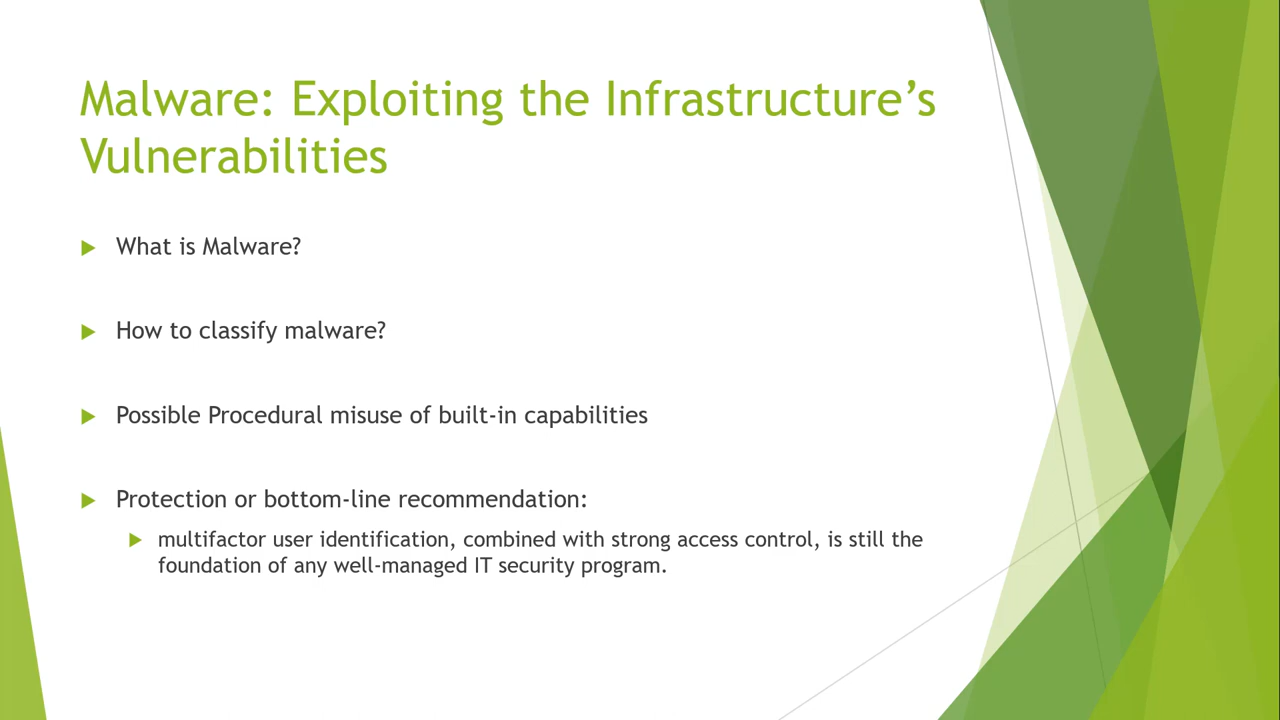 Malware: Exploiting the Infrastructure’s
Vulnerabilities
What is Malware?
How to classify malware?
Possible Procedural misuse of built-in capabilities
Protection or bottom-line recommendation:
multifactor user identification, combined with strong access control, is still the
foundation of any well-managed IT security program.